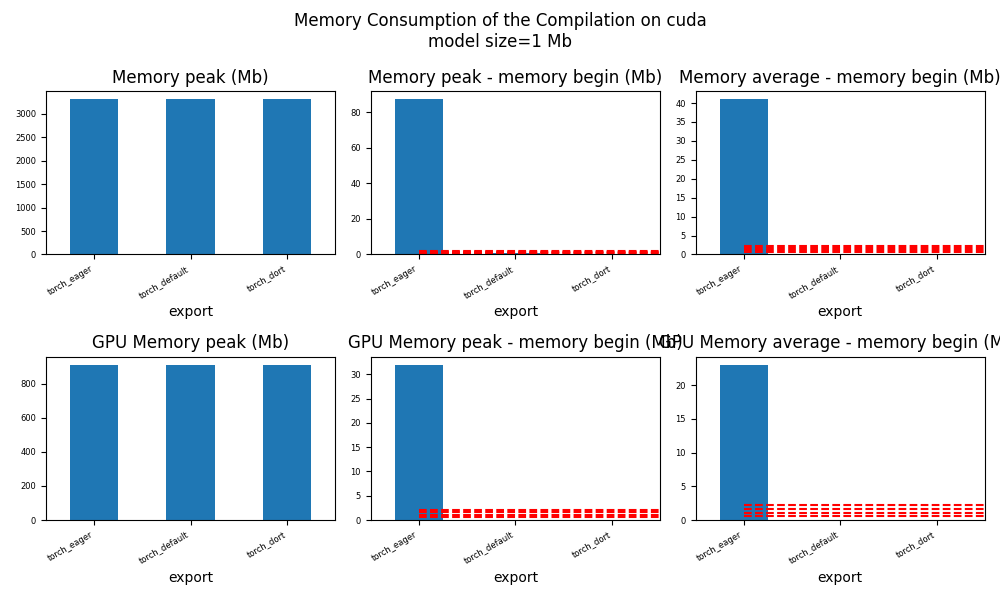 Memory Consumption of the Compilation on cuda
model size=1 Mb
Memory peak (Mb)
3000
2500
2000
1500
1000
500
0
torch_eager
torch_default
torch_dort
export
Memory peak - memory begin (Mb)
80
60
40
20
0
torch_eager
torch_default
torch_dort
export
Memory average - memory begin (Mb)
40
35
30
25
20
15
10
5
0
torch_eager
torch_default
torch_dort
export
GPU Memory peak (Mb)
800
600
400
200
0
torch_eager
torch_default
torch_dort
export
GPU Memory peak - memory begin (Mb)
30
25
20
15
10
5
0
torch_eager
torch_default
torch_dort
export
GPU Memory average - memory begin (M
20
15
10
5
0
torch_eager
torch_default
torch_dort
export